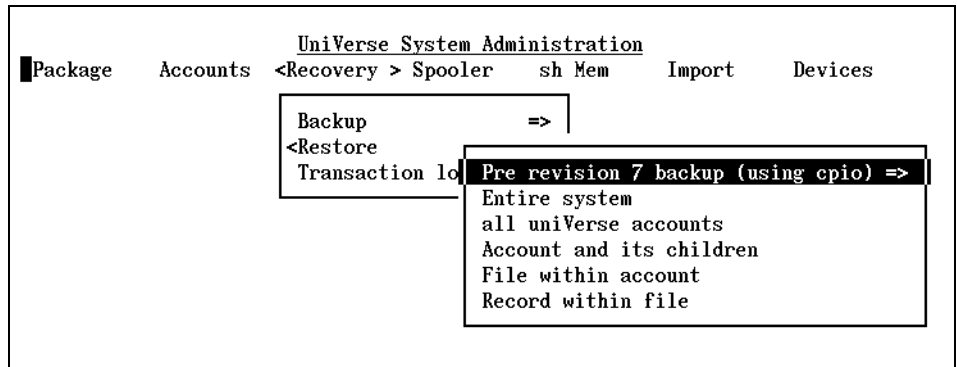 UniVerse System Administration
Package Accounts <Recovery > Spooler sh Mem Import Devices
Backup =>
<Restore
Transaction lo
Pre revision 7 backup (using cpio) =>
Entire system
all uniVerse accounts
Account and its children
File within account
Record within file